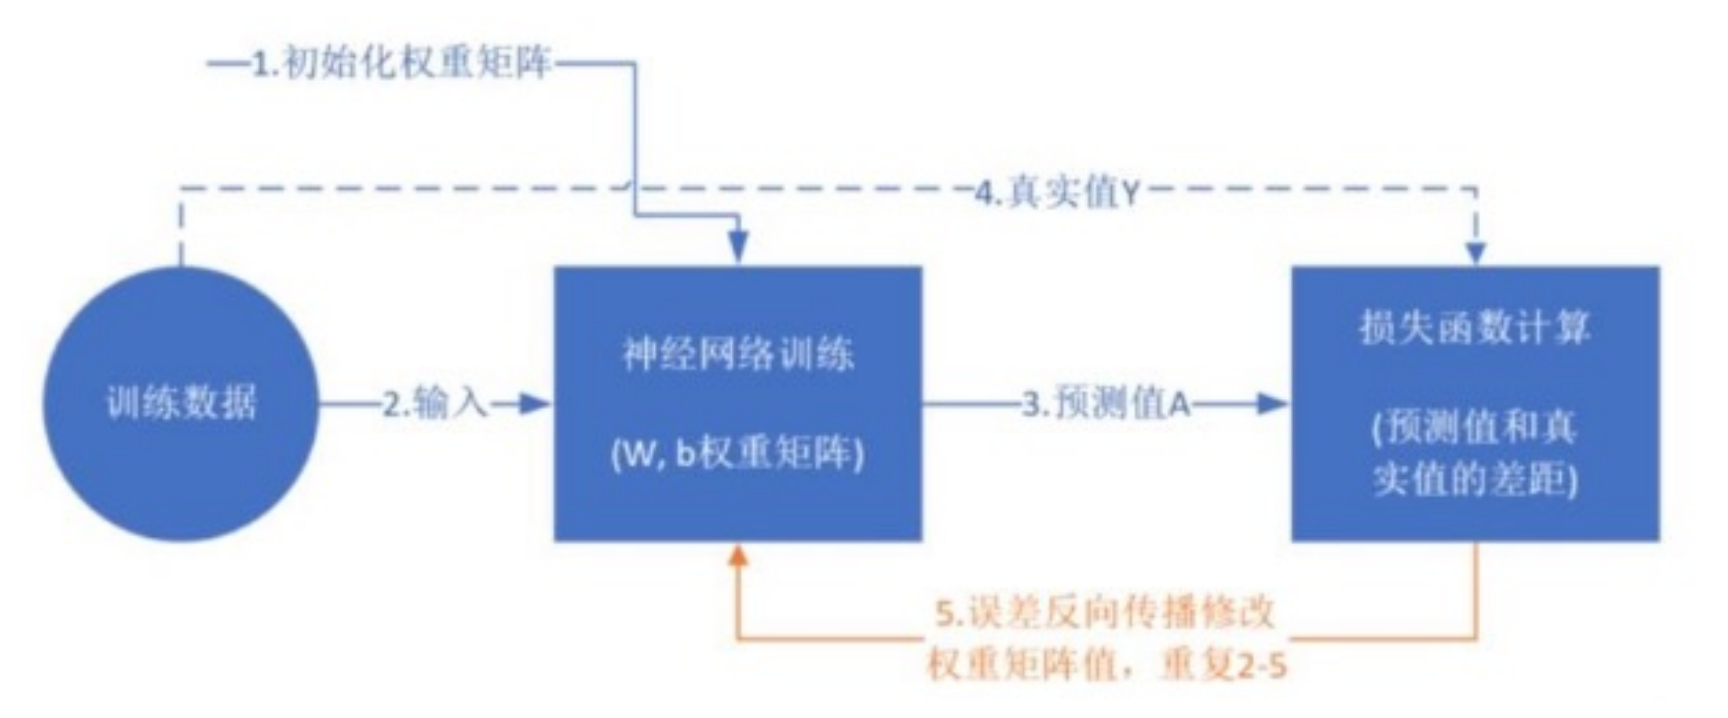 1.初始化权重矩阵
4.真实值Y
训练数据
2.输入
神经网络训练
(W, b权重矩阵)
3.预测值A
损失函数计算
(预测值和真
实值的差距)
5.误差反向传播修改
权重矩阵值，重复2-5